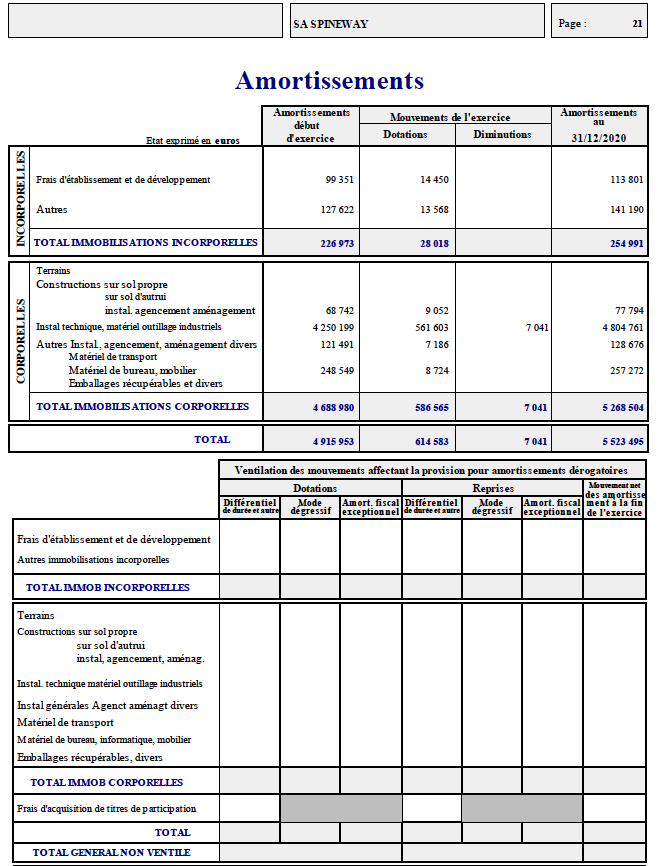 SA SPINEWAY
Page : 21
Amortissements
Etat exprimé en euros
Amortissements début d'exercice
Mouvements de l'exercice
Dotations Diminutions
Amortissements au 31/12/2020
INCORPORELLES
Frais d'établissement et de développement 99 351 14 450 113 801
Autres 127 622 13 568 141 190
TOTAL IMMOBILISATIONS INCORPORELLES 226 973 28 018 254 991
CORPORELLES
Terrains
Constructions sur sol propre
sur sol d'autrui
instal. agencement aménagement 68 742 9 052 77 794
Instal technique, matériel outillage industriels 4 250 199 561 603 7 041 4 804 761
Autres Instal., agencement, aménagement divers 121 491 7 186 128 676
Matériel de transport
Matériel de bureau, mobilier 248 549 8 724 257 272
Emballages récupérables et divers
TOTAL IMMOBILISATIONS CORPORELLES 4 688 980 586 565 7 041 5 268 504
TOTAL 4 915 953 614 583 7 041 5 523 495
Ventilation des mouvements affectant la provision pour amortissements dérogatoires
Dotations Reprises
Différentiel de durée et autre
Mode dégressif
Amort. fiscal exceptionnel
Différentiel de durée et autre
Mode dégressif
Amort. fiscal exceptionnel
Mouvement net des amortisse ment à la fin de l'exercice
Frais d'établissement et de développement
Autres immobilisations incorporelles
TOTAL IMMOB INCORPORELLES
Terrains
Constructions sur sol propre
sur sol d'autrui
instal, agencement, aménag.
Instal. technique matériel outillage industriels
Instal générales Agenct aménagt divers
Matériel de transport
Matériel de bureau, informatique, mobilier
Emballages récupérables, divers
TOTAL IMMOB CORPORELLES
Frais d'acquisition de titres de participation
TOTAL
TOTAL GENERAL NON VENTILE